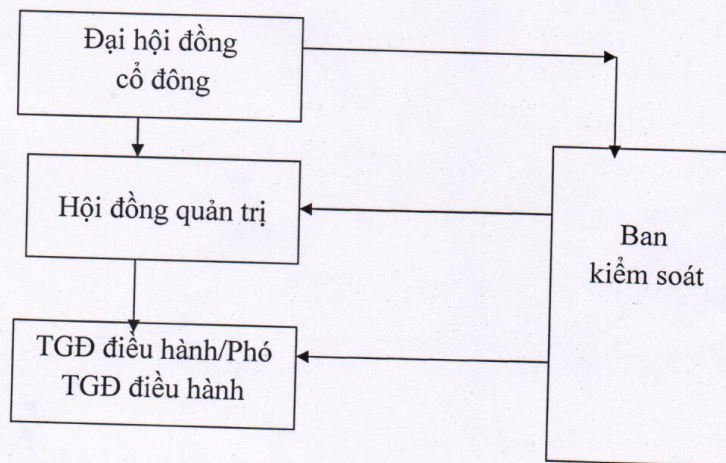 Đại hội đồng
cổ đông
Hội đồng quản trị
Ban
kiểm soát
TGĐ điều hành/Phó
TGĐ điều hành